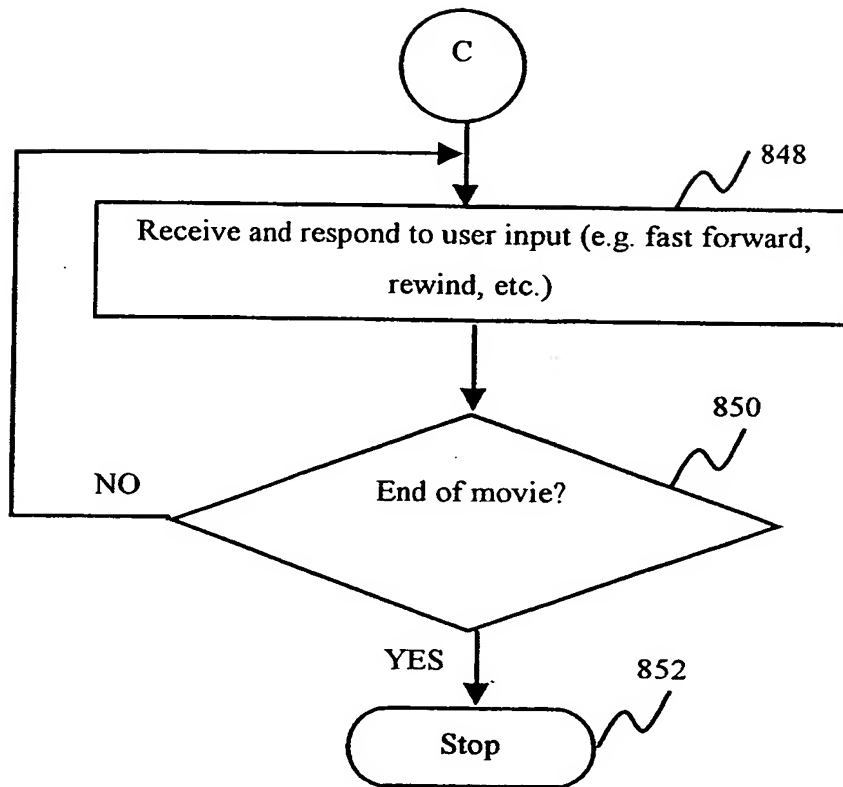 C
848
Receive and respond to user input (e.g. fast forward,
rewind, etc.)
850
NO
End of movie?
YES
852
Stop